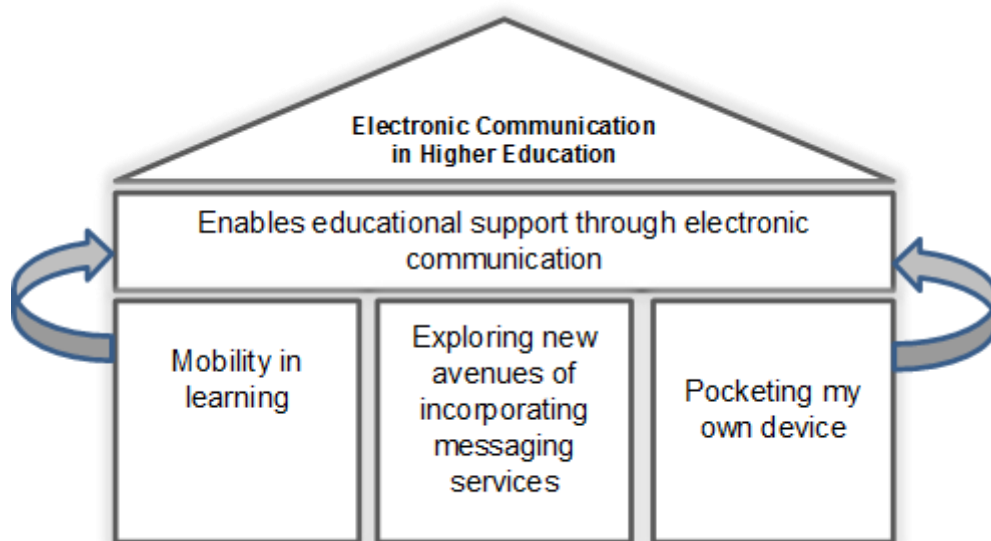 Electronic Communication
in Higher Education
Enables educational support through electronic
communication
Mobility in
learning
Exploring new
avenues of
incorporating
messaging
services
Pocketing my
own device